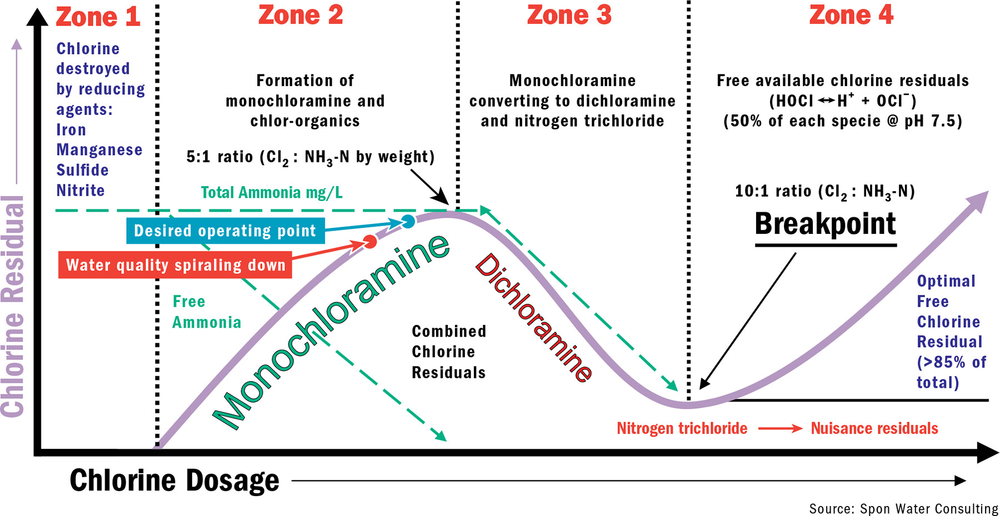 Zone 1
Zone 2
Zone 3
Zone 4
Chlorine
destroyed
by reducing
agents:
Iron
Manganese
Sulfide
Nitrite
Formation of
monochloramine and
chlor-organics
5:1 ratio (Cl₂ : NH₃-N by weight)
Monochloramine
converting to dichloramine
and nitrogen trichloride
Free available chlorine residuals
(HOCl ↔ H⁺ + OCl⁻)
(50% of each specie @ pH 7.5)
10:1 ratio (Cl₂ : NH₃-N)
Breakpoint
Total Ammonia mg/L
Desired operating point
Water quality spiraling down
Free
Ammonia
Monochloramine
Dichloramine
Combined
Chlorine
Residuals
Optimal
Free
Chlorine
Residual
(>85% of
total)
Nitrogen trichloride → Nuisance residuals
Chlorine Residual
Chlorine Dosage
Source: Spon Water Consulting